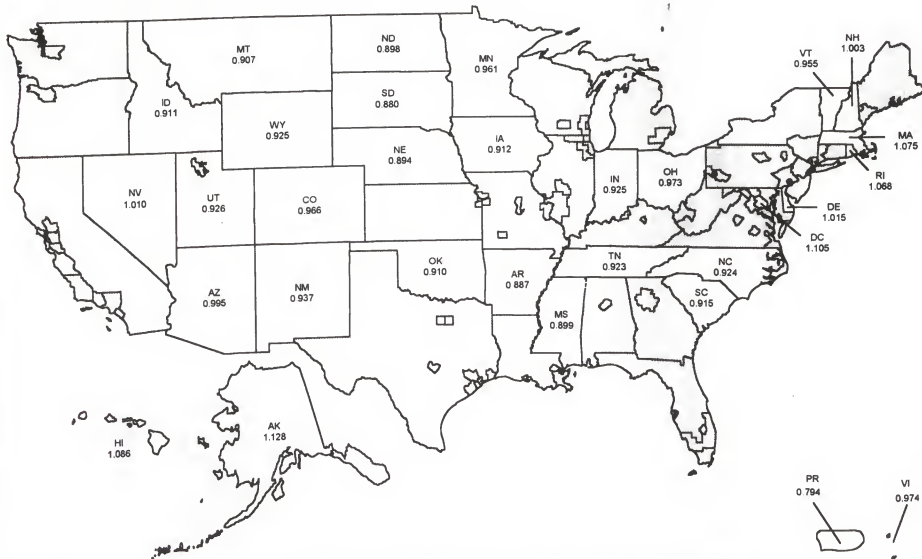 NH
1.003
VT
0.955
ND
0.898
MT
0.907
MN
0.961
SD
0.880
ID
0.911
WY
0.925
IA
0.912
MA
1.075
NE
0.894
RI
1.068
NV
1.010
UT
0.926
CO
0.966
IN
0.925
OH
0.973
DE
1.015
DC
1.105
TN
0.923
NC
0.924
OK
0.910
AR
0.887
AZ
0.995
NM
0.937
SC
0.915
MS
0.899
AK
1.128
HI
1.086
PR
0.794
VI
0.974